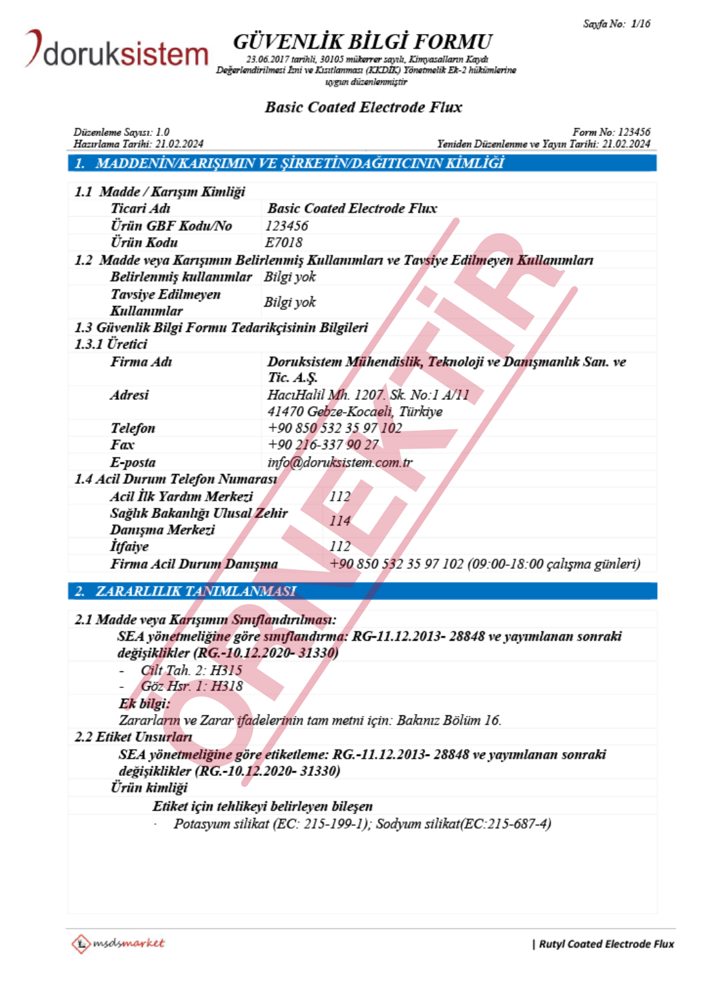 Sayfa No: 1/16
doruksistem
GÜVENLİK BİLGİ FORMU
23.06.2017 tarihli, 30105 mükerrer sayılı, Kimyasalların Kaydı
Değerlendirilmesi İzni ve Kısıtlanması (KKDİK) Yönetmelik Ek-2 hükümlerine
uygun düzenlenmiştir
Basic Coated Electrode Flux
Düzenleme Sayısı: 1.0 Form No: 123456
Hazırlama Tarihi: 21.02.2024 Yeniden Düzenlenme ve Yayın Tarihi: 21.02.2024
1. MADDENİN/KARIŞIMIN VE ŞİRKETİN/DAĞITICININ KİMLİĞİ
1.1 Madde / Karışım Kimliği
Ticari Adı Basic Coated Electrode Flux
Ürün GBF Kodu/No 123456
Ürün Kodu E7018
1.2 Madde veya Karışımın Belirlenmiş Kullanımları ve Tavsiye Edilmeyen Kullanımları
Belirlenmiş kullanımlar Bilgi yok
Tavsiye Edilmeyen
Kullanımlar Bilgi yok
1.3 Güvenlik Bilgi Formu Tedarikçisinin Bilgileri
1.3.1 Üretici
Firma Adı Doruksistem Mühendislik, Teknoloji ve Danışmanlık San. ve
Tic. A.Ş.
Adresi HacıHalil Mh. 1207. Sk. No:1 A/11
41470 Gebze-Kocaeli, Türkiye
Telefon +90 850 532 35 97 102
Fax +90 216-337 90 27
E-posta info@doruksistem.com.tr
1.4 Acil Durum Telefon Numarası
Acil İlk Yardım Merkezi 112
Sağlık Bakanlığı Ulusal Zehir
Danışma Merkezi 114
İtfaiye 112
Firma Acil Durum Danışma +90 850 532 35 97 102 (09:00-18:00 çalışma günleri)
2. ZARARLILIK TANIMLANMASI
2.1 Madde veya Karışımın Sınıflandırılması:
SEA yönetmeliğine göre sınıflandırma: RG-11.12.2013- 28848 ve yayımlanan sonraki
değişiklikler (RG.-10.12.2020- 31330)
- Cilt Tah. 2: H315
- Göz Hsr. 1: H318
Ek bilgi:
Zararların ve Zarar ifadelerinin tam metni için: Bakınız Bölüm 16.
2.2 Etiket Unsurları
SEA yönetmeliğine göre etiketleme: RG.-11.12.2013- 28848 ve yayımlanan sonraki
değişiklikler (RG.-10.12.2020- 31330)
Ürün kimliği
Etiket için tehlikeyi belirleyen bileşen
- Potasyum silikat (EC: 215-199-1); Sodyum silikat(EC:215-687-4)
ÖRNEKTİR
msdsmarket
| Rutyl Coated Electrode Flux